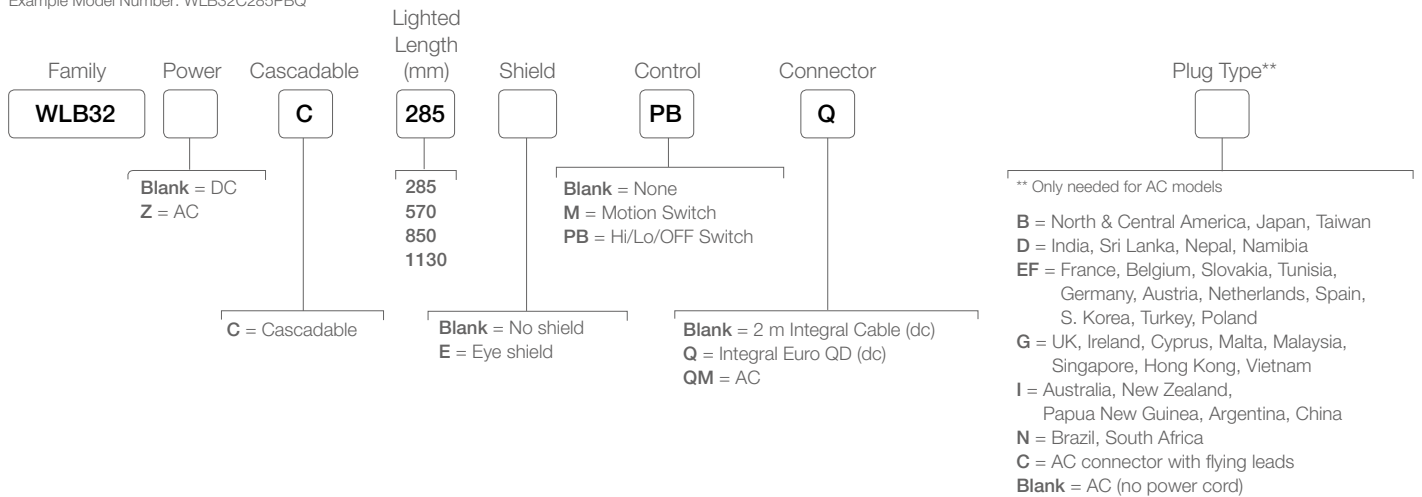 Example Model Number: WLB32C285PBQ
Family
Power
Cascadable
Lighted
Length
(mm)
Shield
Control
Connector
Plug Type**
WLB32
C
285
PB
Q
Blank = DC
Z = AC
C = Cascadable
285
570
850
1130
Blank = No shield
E = Eye shield
Blank = None
M = Motion Switch
PB = Hi/Lo/OFF Switch
Blank = 2 m Integral Cable (dc)
Q = Integral Euro QD (dc)
QM = AC
** Only needed for AC models
B = North & Central America, Japan, Taiwan
D = India, Sri Lanka, Nepal, Namibia
EF = France, Belgium, Slovakia, Tunisia,
Germany, Austria, Netherlands, Spain,
S. Korea, Turkey, Poland
G = UK, Ireland, Cyprus, Malta, Malaysia,
Singapore, Hong Kong, Vietnam
I = Australia, New Zealand,
Papua New Guinea, Argentina, China
N = Brazil, South Africa
C = AC connector with flying leads
Blank = AC (no power cord)